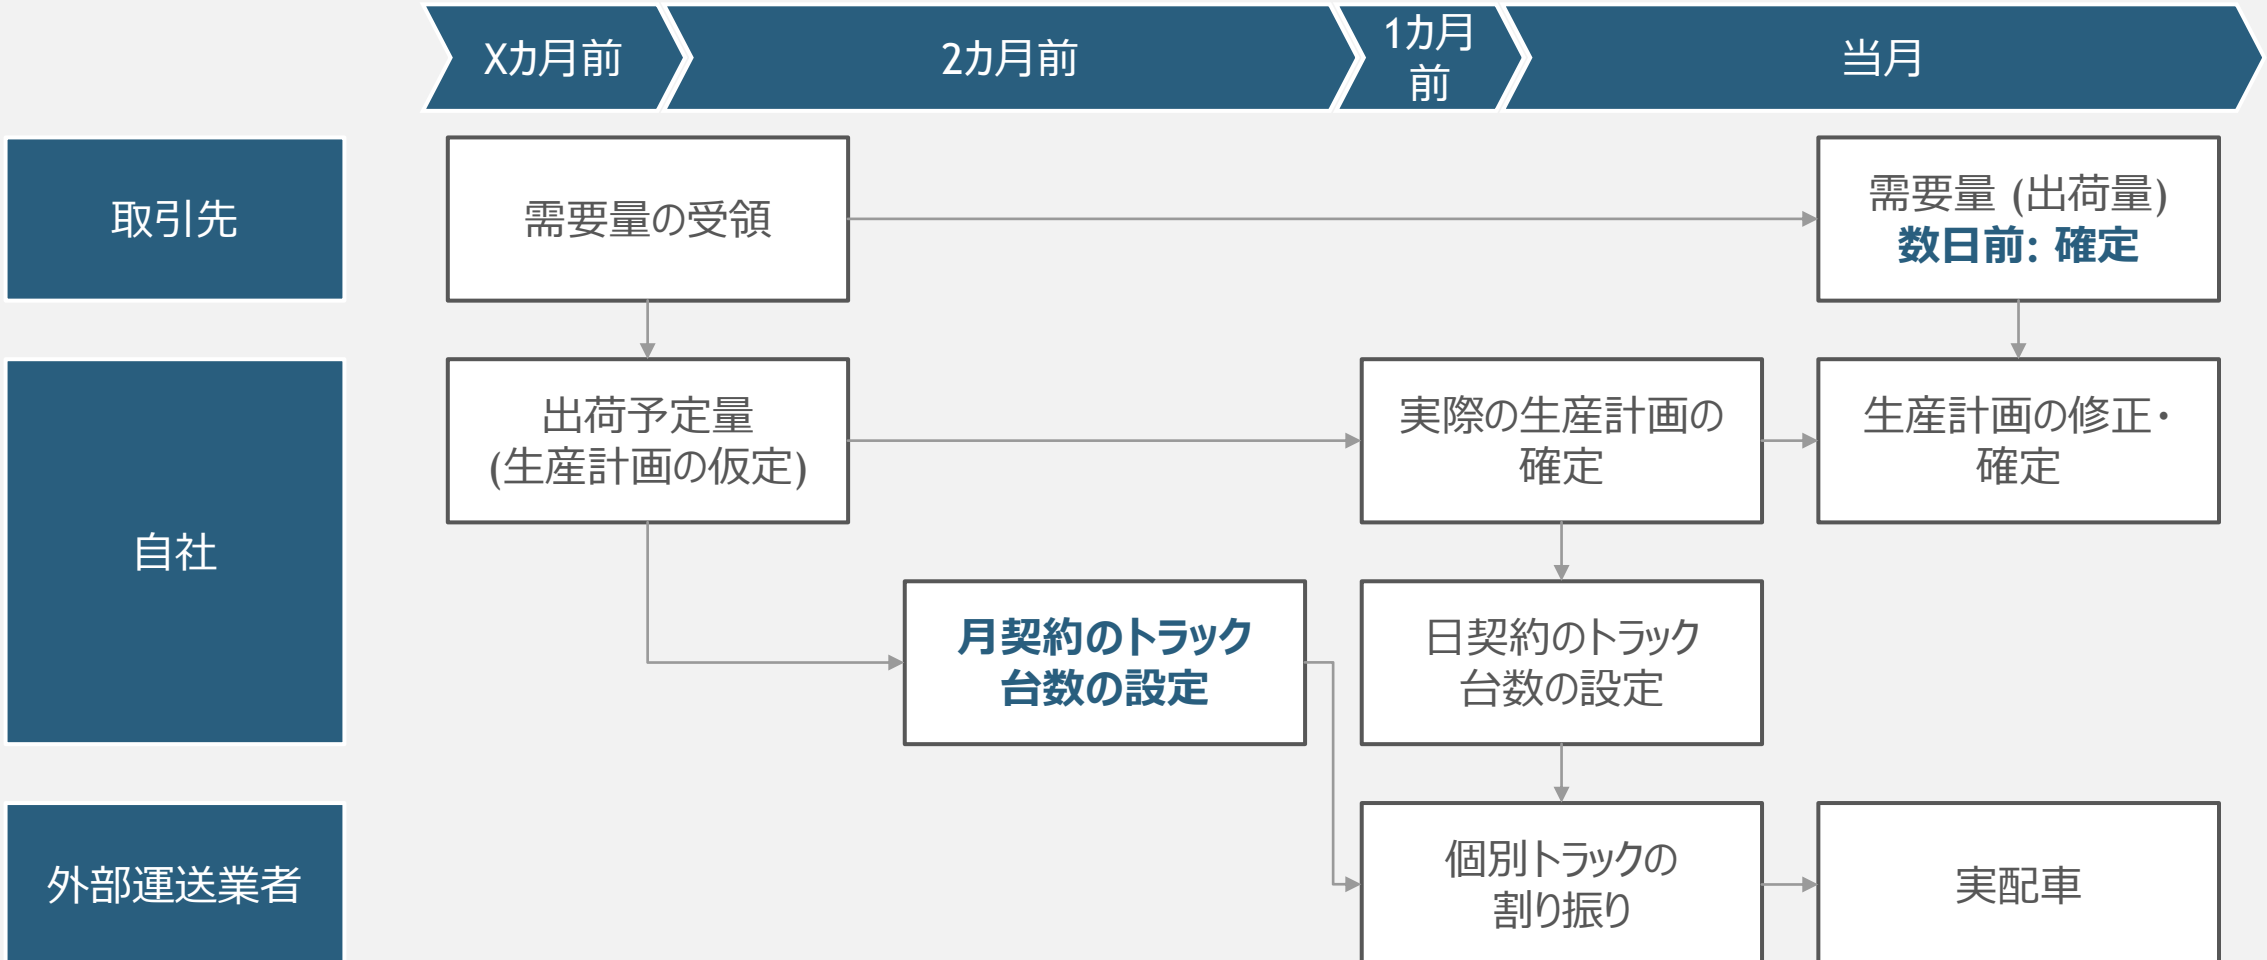 Xカ月前
2カ月前
1カ月
前
当月
取引先
需要量の受領
需要量 (出荷量)
数日前: 確定
自社
出荷予定量
(生産計画の仮定)
実際の生産計画の
確定
生産計画の修正・
確定
月契約のトラック
台数の設定
日契約のトラック
台数の設定
外部運送業者
個別トラックの
割り振り
実配車